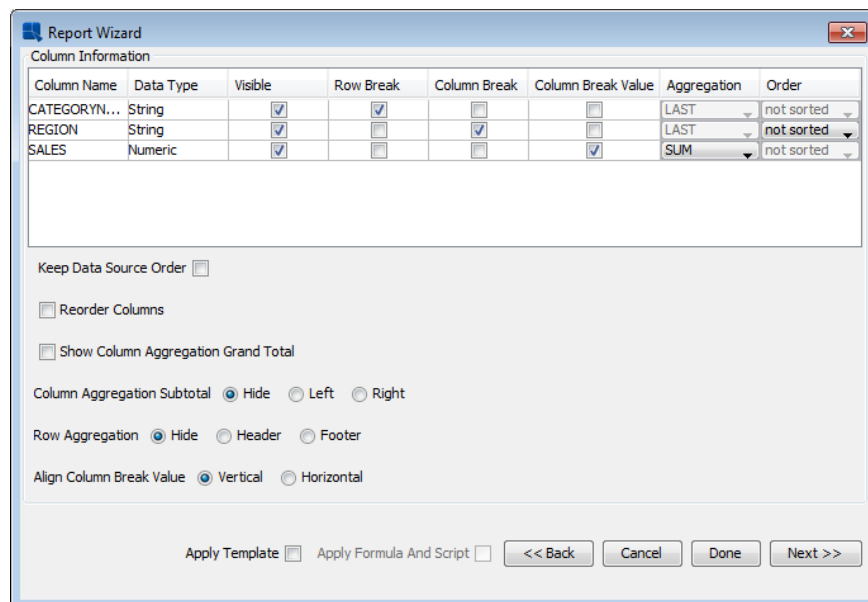 Report Wizard
Column Information
Column Name Data Type Visible Row Break Column Break Column Break Value Aggregation Order
CATEGORYN... String LAST not sorted
REGION String LAST not sorted
SALES Numeric SUM not sorted
Keep Data Source Order
Reorder Columns
Show Column Aggregation Grand Total
Column Aggregation Subtotal Hide Left Right
Row Aggregation Hide Header Footer
Align Column Break Value Vertical Horizontal
Apply Template Apply Formula And Script << Back Cancel Done Next >>